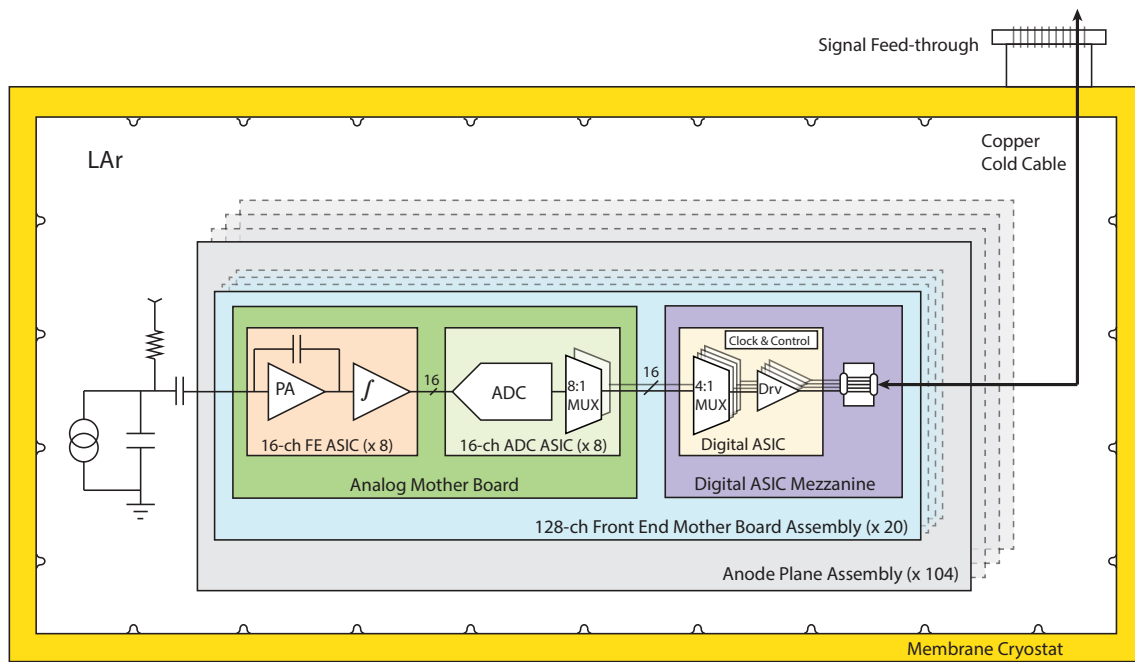 Signal Feed-through
Copper
Cold Cable
LAr
Clock & Control
16
16
PA
∫
ADC
8:1
MUX
4:1
MUX
Drv
16-ch FE ASIC (x 8)
16-ch ADC ASIC (x 8)
Digital ASIC
Analog Mother Board
Digital ASIC Mezzanine
128-ch Front End Mother Board Assembly (x 20)
Anode Plane Assembly (x 104)
Membrane Cryostat